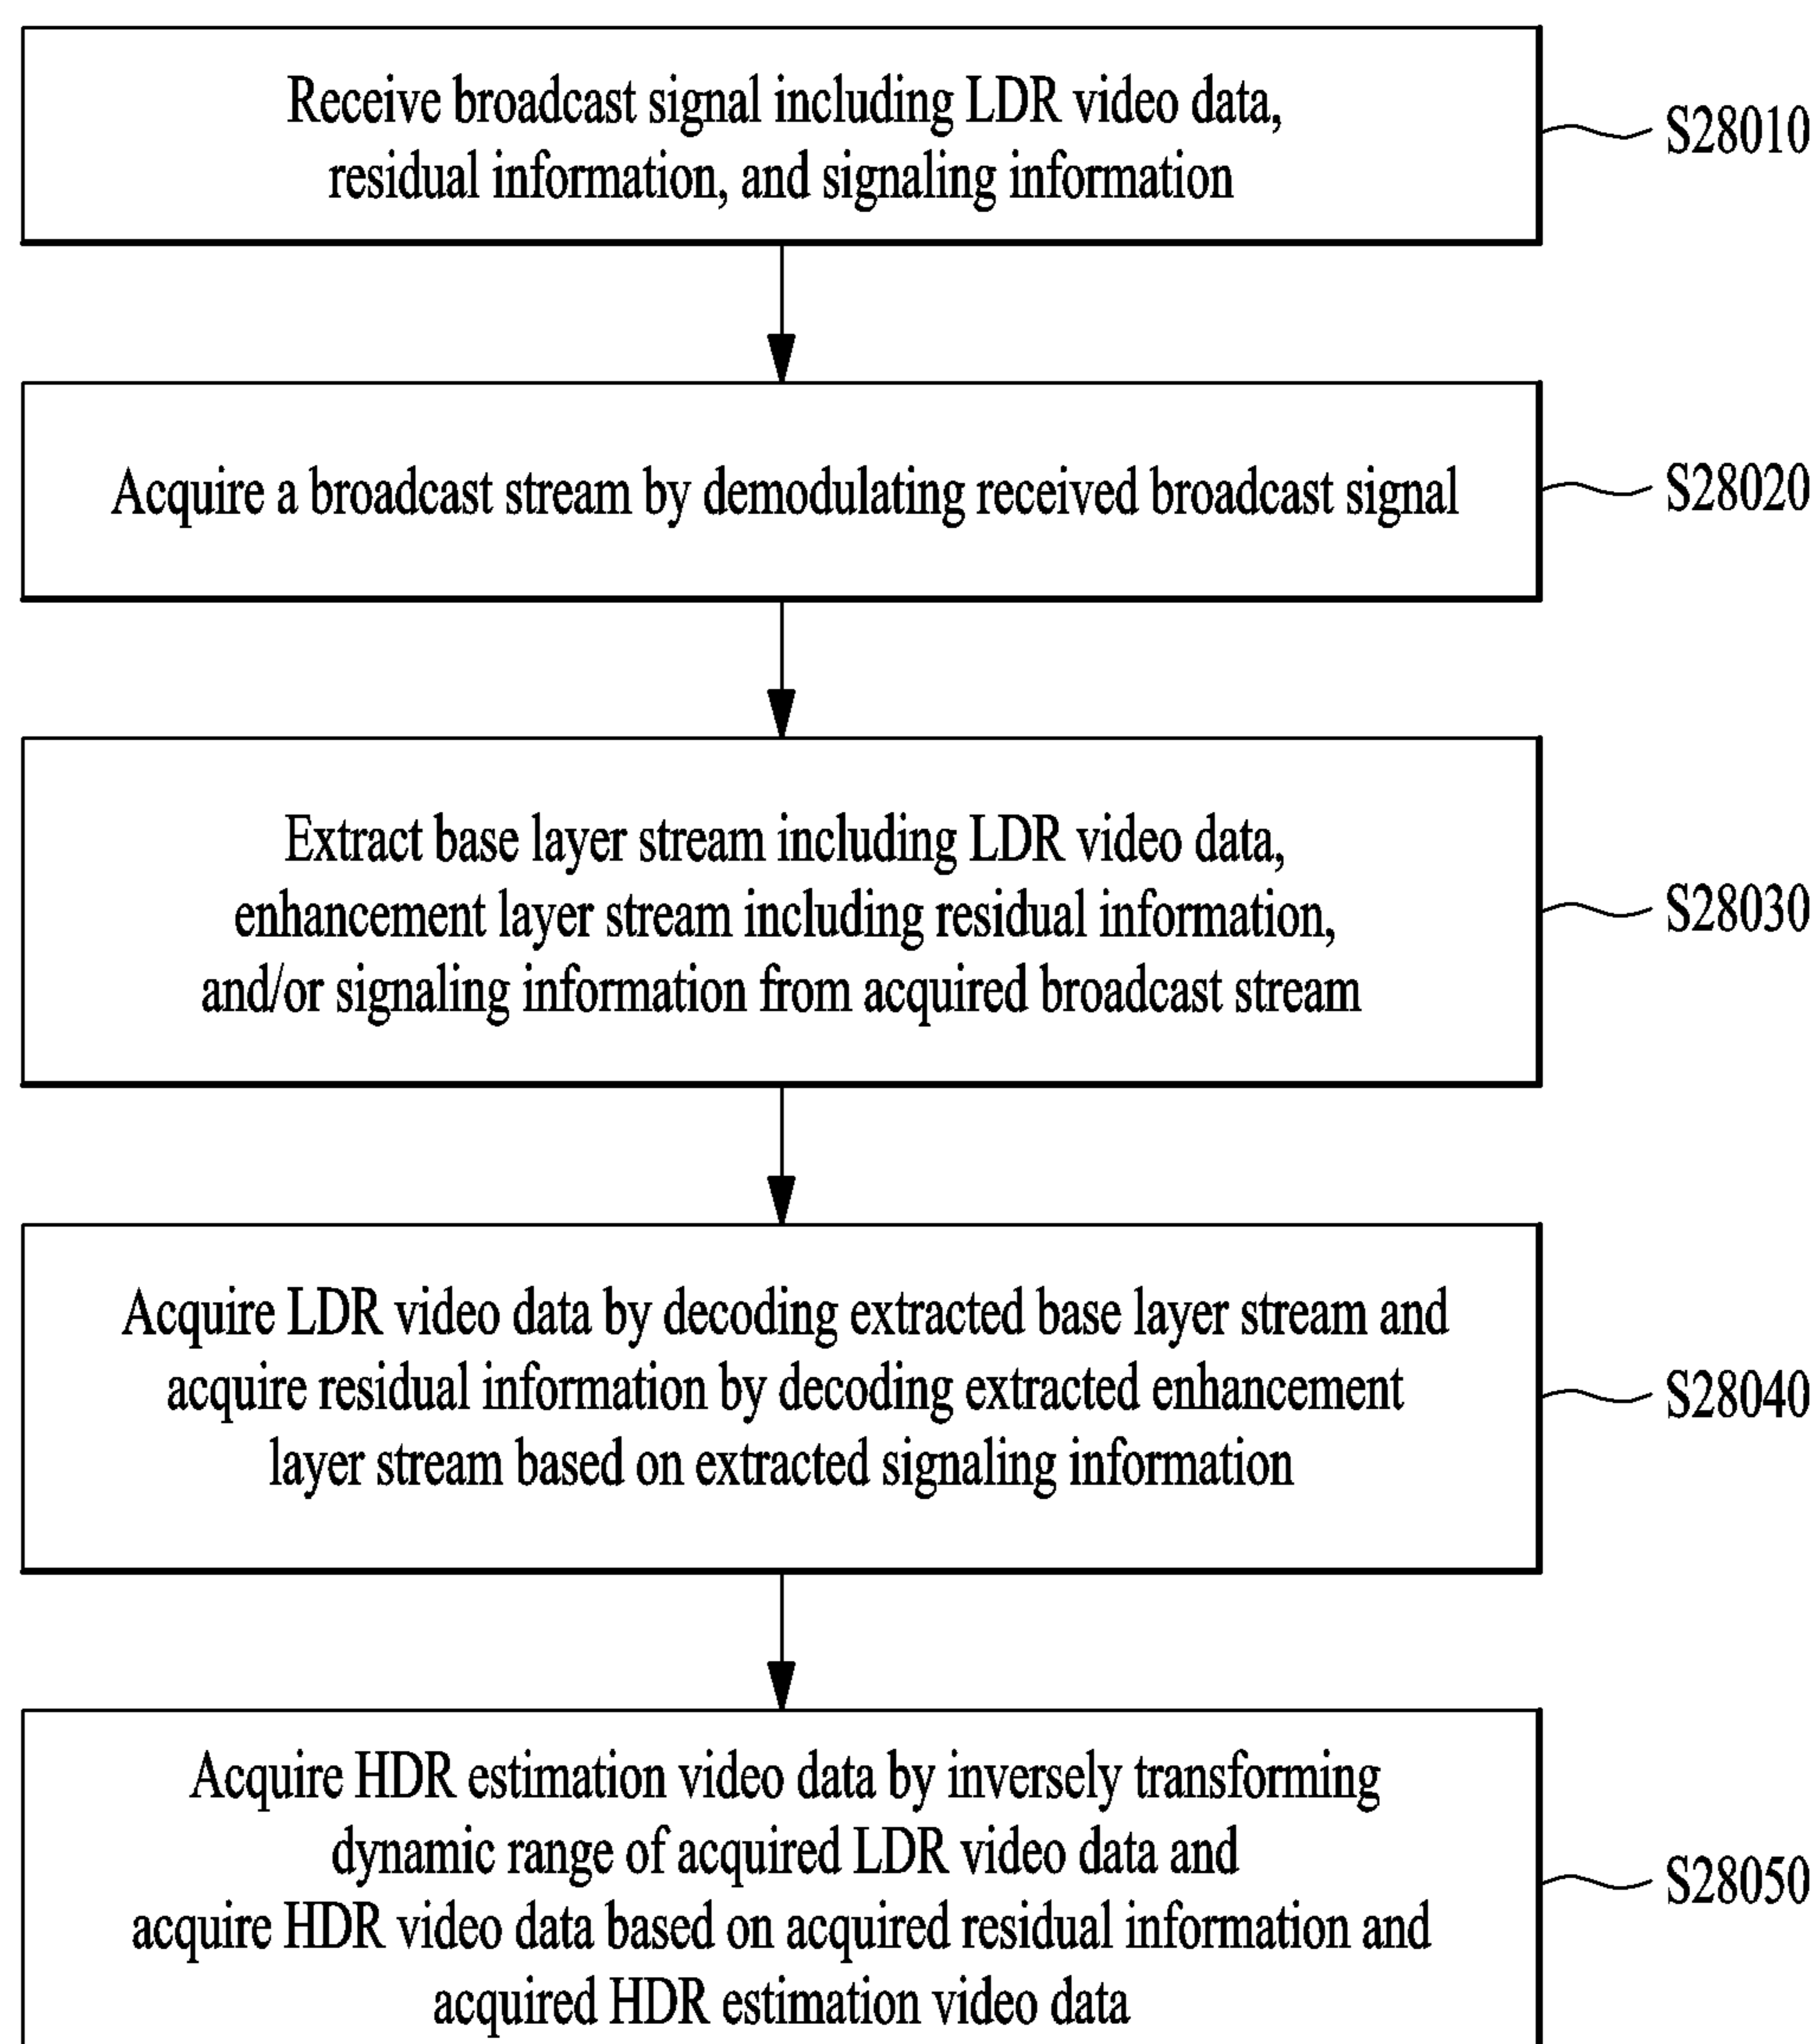 Receive broadcast signal including LDR video data,
residual information, and signaling information
S28010
Acquire a broadcast stream by demodulating received broadcast signal
S28020
Extract base layer stream including LDR video data,
enhancement layer stream including residual information,
and/or signaling information from acquired broadcast stream
S28030
Acquire LDR video data by decoding extracted base layer stream and
acquire residual information by decoding extracted enhancement
layer stream based on extracted signaling information
S28040
Acquire HDR estimation video data by inversely transforming
dynamic range of acquired LDR video data and
acquire HDR video data based on acquired residual information and
acquired HDR estimation video data
S28050